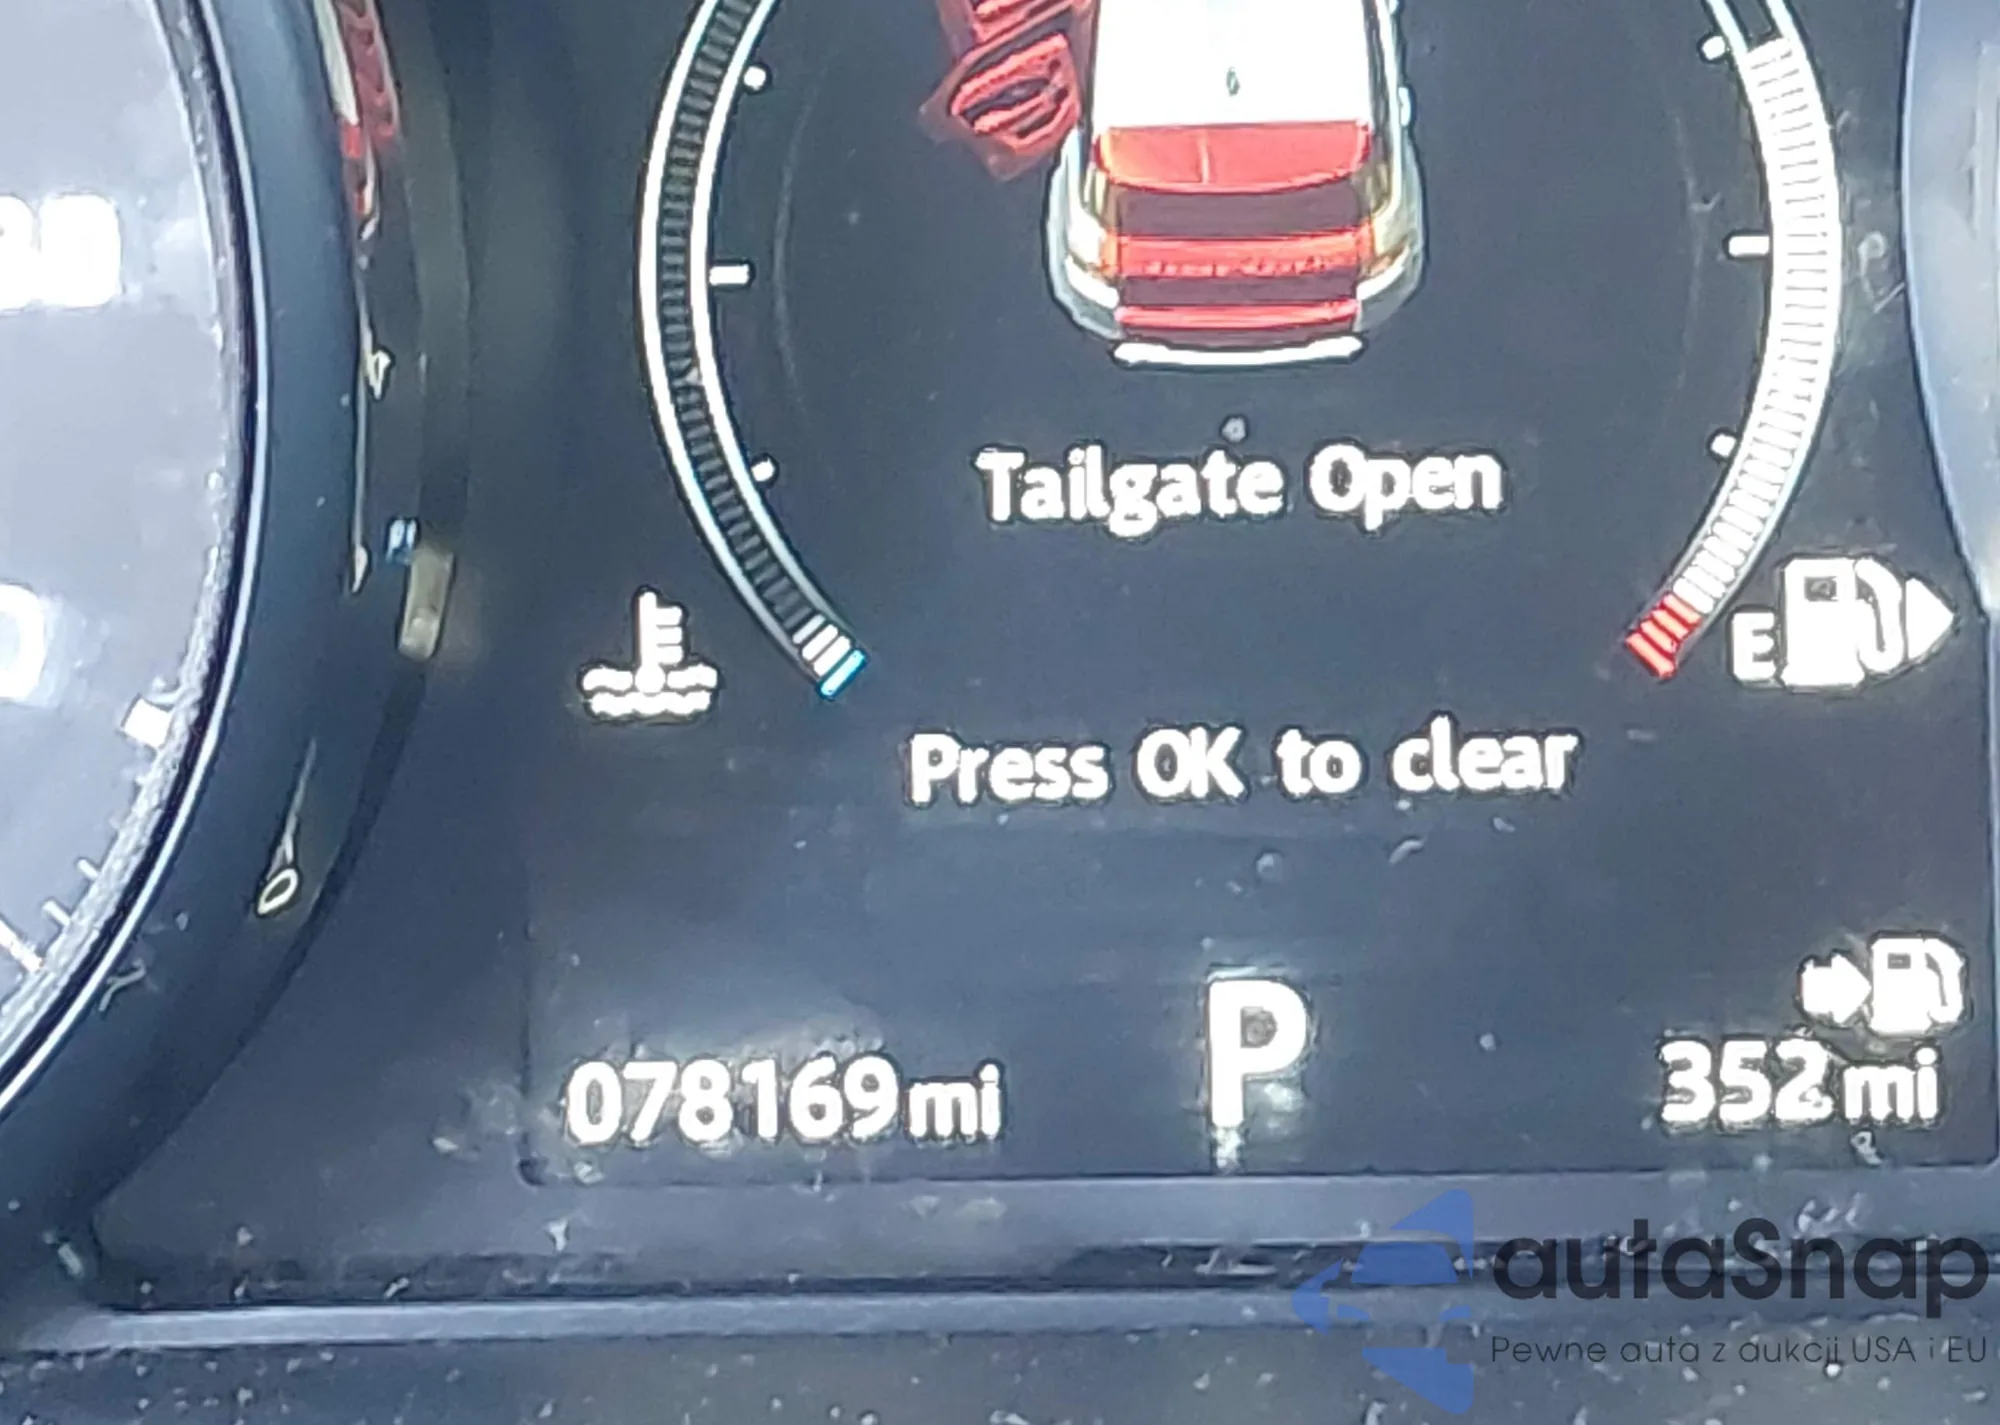 Tailgate Open
E
Press OK to clear
P
078169mi
352mi
autaSnap
Pewne auta z aukcji USA i EU